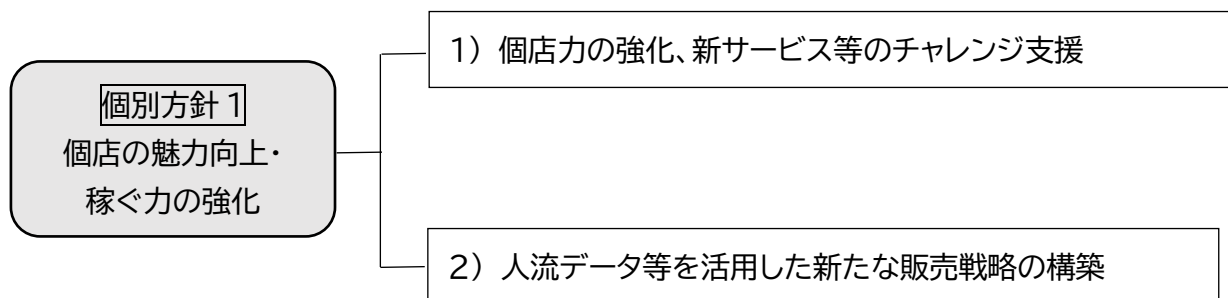 個別方針1
個店の魅力向上・
稼ぐ力の強化
1) 個店力の強化、新サービス等のチャレンジ支援
2) 人流データ等を活用した新たな販売戦略の構築